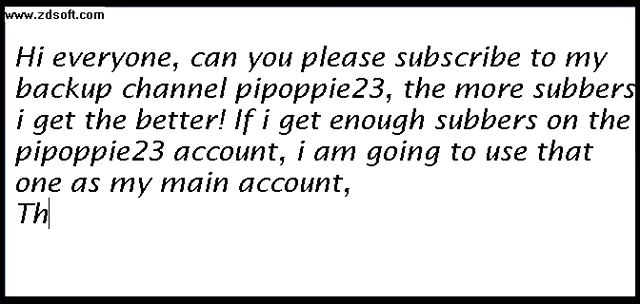 www.zdsoft.com
Hi everyone, can you please subscribe to my
backup channel pipoppie23, the more subbers
i get the better! If i get enough subbers on the
pipoppie23 account, i am going to use that
one as my main account,
Th